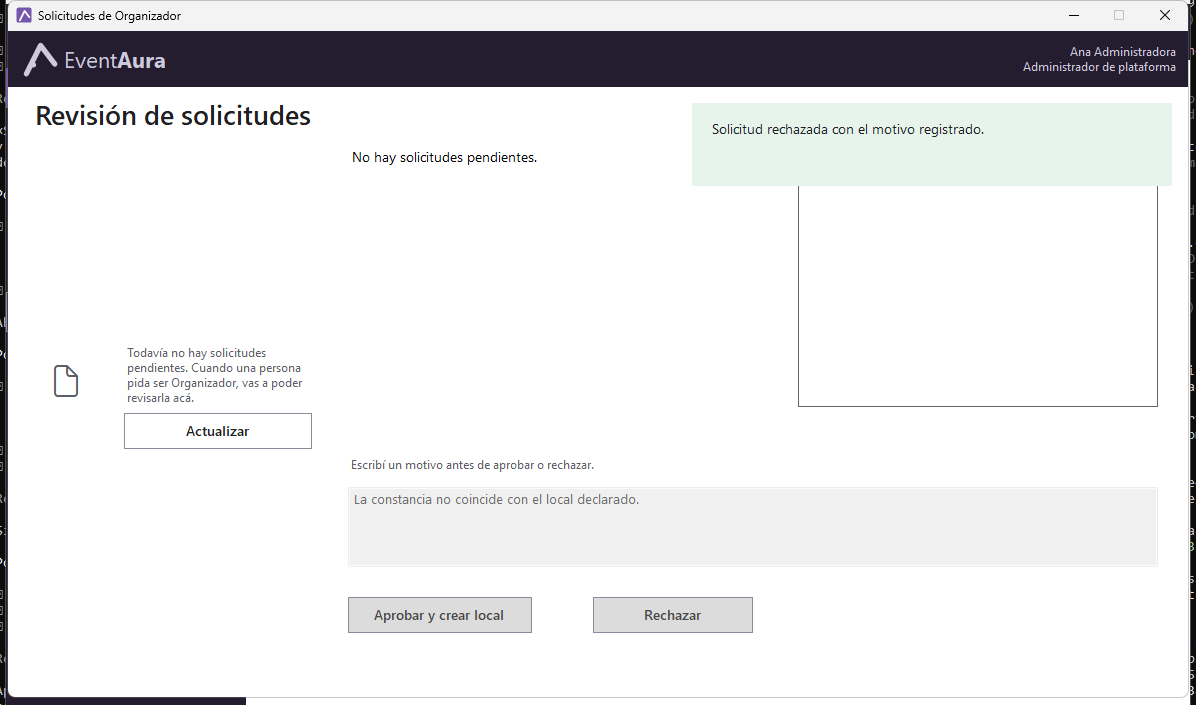 Solicitudes de Organizador
EventAura
Ana Administradora
Administrador de plataforma
Revisión de solicitudes
Solicitud rechazada con el motivo registrado.
No hay solicitudes pendientes.
Todavía no hay solicitudes
pendientes. Cuando una persona
pida ser Organizador, vas a poder
revisarla acá.
Actualizar
Escribí un motivo antes de aprobar o rechazar.
La constancia no coincide con el local declarado.
Aprobar y crear local
Rechazar